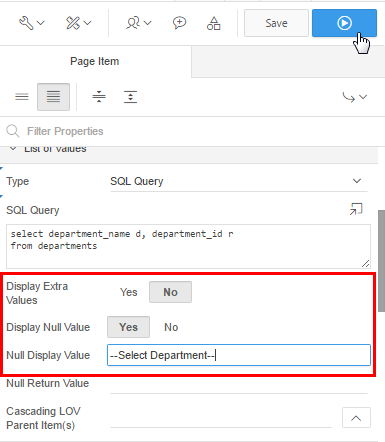 Save
Page Item
Filter Properties
List of Values
Type SQL Query
SQL Query
select department_name d, department_id r
from departments
Display Extra Values Yes No
Display Null Value Yes No
Null Display Value --Select Department--
Null Return Value
Cascading LOV
Parent Item(s)